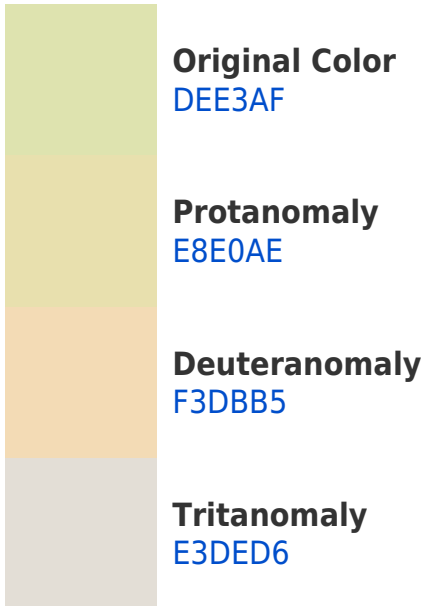 Original Color
DEE3AF
Protanomaly
E8E0AE
Deuteranomaly
F3DBB5
Tritanomaly
E3DED6